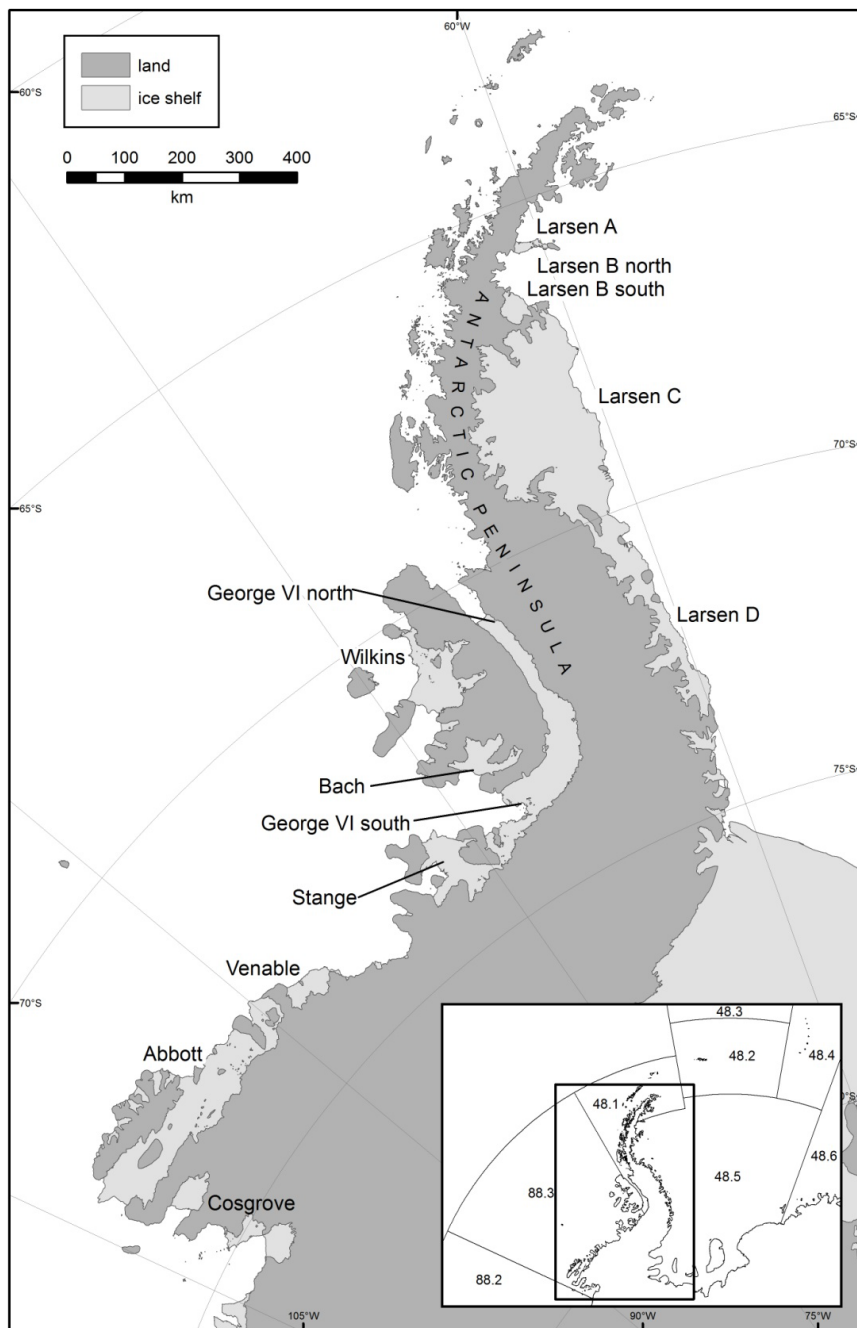 60°W
60°S
land
ice shelf
0 100 200 300 400
km
65°S
Larsen A
Larsen B north
Larsen B south
ANTARCTIC PENINSULA
Larsen C
70°S
65°S
George VI north
Wilkins
Larsen D
Bach
George VI south
75°S
Stange
Venable
70°S
Abbott
Cosgrove
48.3
48.2
48.4
48.1
88.3
48.5
48.6
88.2
105°W
90°W
75°W